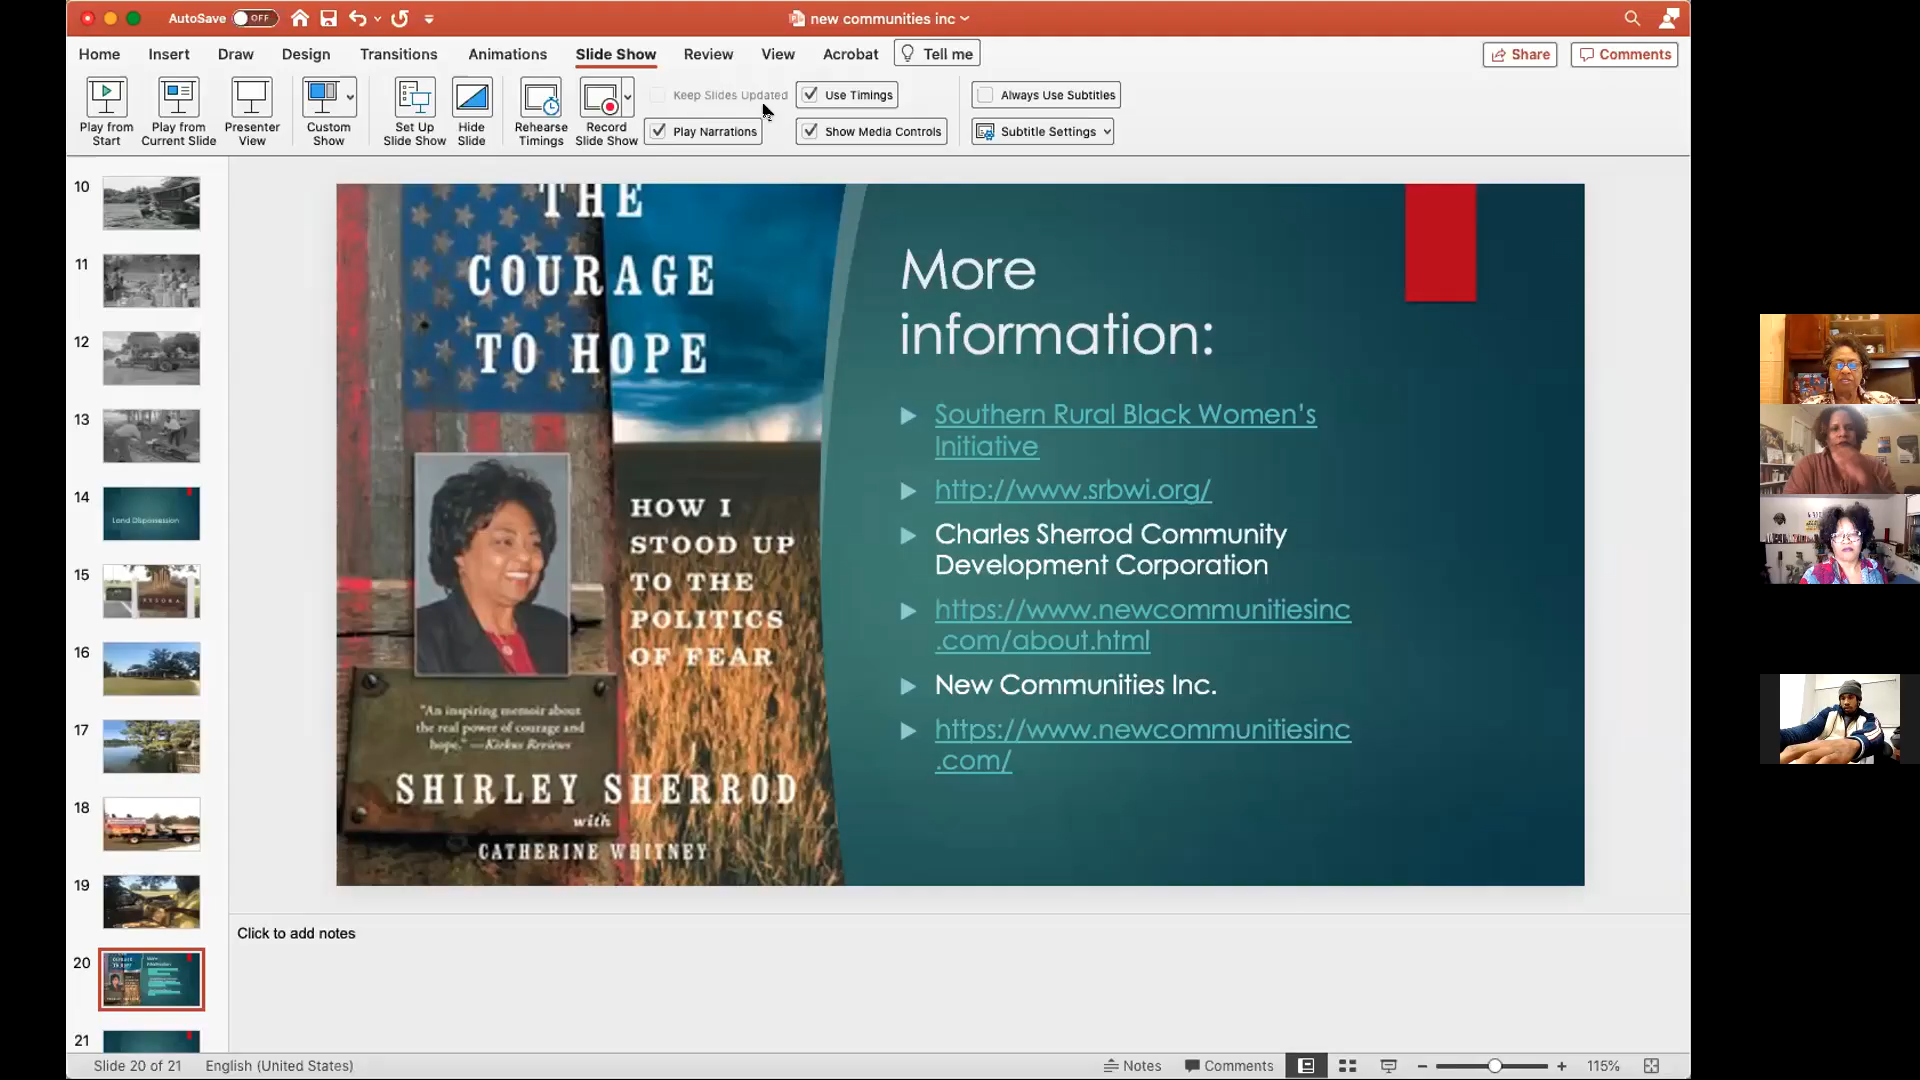 AutoSave OFF
new communities inc
Home Insert Draw Design Transitions Animations Slide Show Review View Acrobat Tell me
Share Comments
Play from Start
Play from Current Slide
Presenter View
Custom Show
Set Up Slide Show
Hide Slide
Rehearse Timings
Record Slide Show
Keep Slides Updated
Play Narrations
Use Timings
Show Media Controls
Always Use Subtitles
Subtitle Settings
10
11
12
13
14
Land Dispossession
15
16
17
18
19
20
21
THE
COURAGE
TO HOPE
HOW I
STOOD UP
TO THE
POLITICS
OF FEAR
"An inspiring memoir about
the real power of courage and
hope." —Kirkus Reviews
SHIRLEY SHERROD
with
CATHERINE WHITNEY
More
information:
Southern Rural Black Women's
Initiative
http://www.srbwi.org/
Charles Sherrod Community
Development Corporation
https://www.newcommunitiesinc
.com/about.html
New Communities Inc.
https://www.newcommunitiesinc
.com/
Click to add notes
Slide 20 of 21 English (United States)
Notes Comments 115%